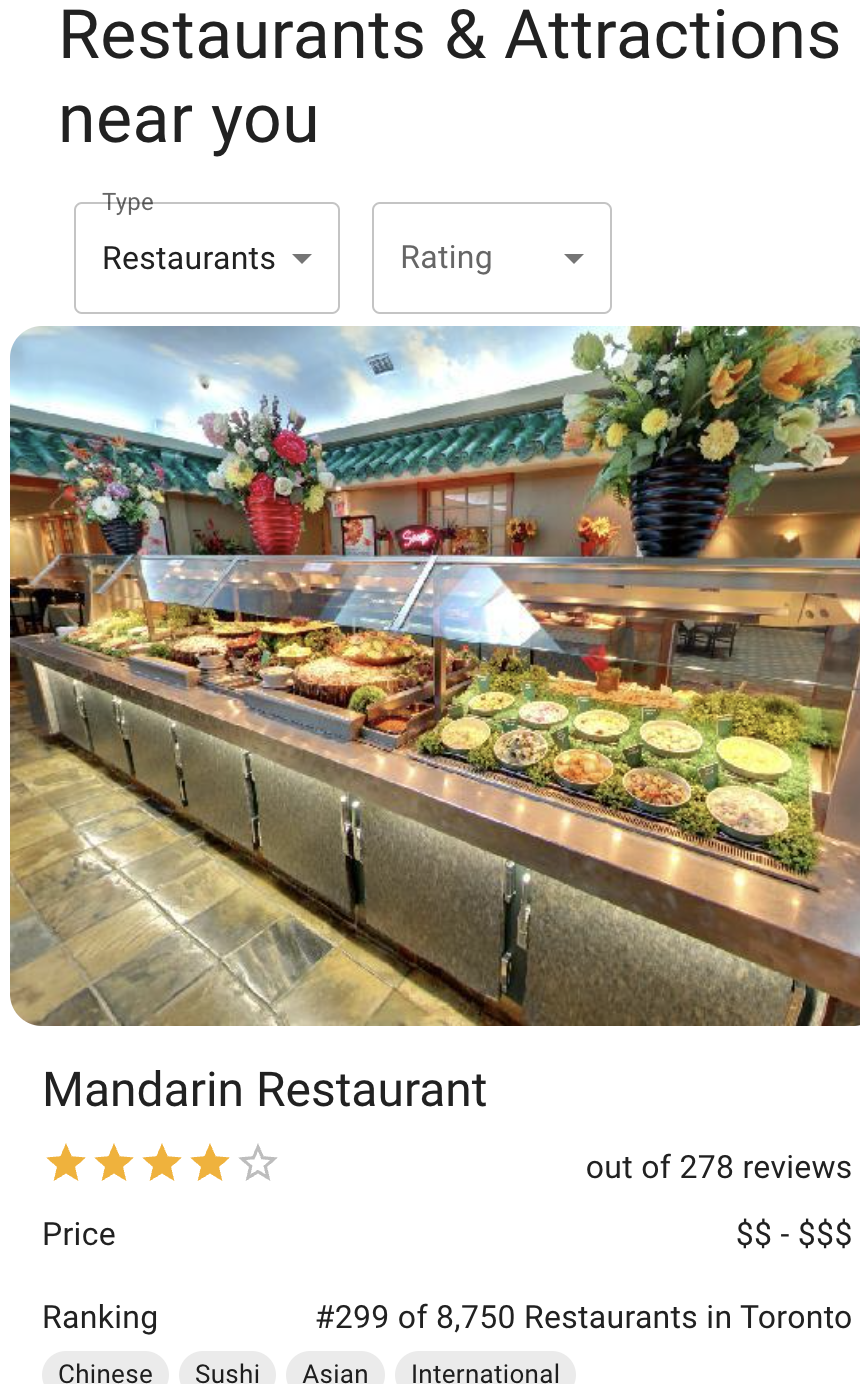 Restaurants & Attractions
near you
Type
Restaurants
Rating
Sushi
Mandarin Restaurant
out of 278 reviews
Price
$$ - $$$
Ranking
#299 of 8,750 Restaurants in Toronto
Chinese
Sushi
Asian
International